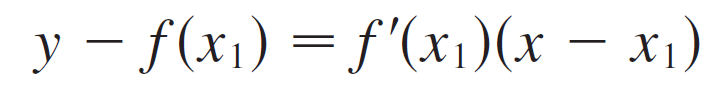 y − f(x₁) = f'(x₁)(x − x₁)